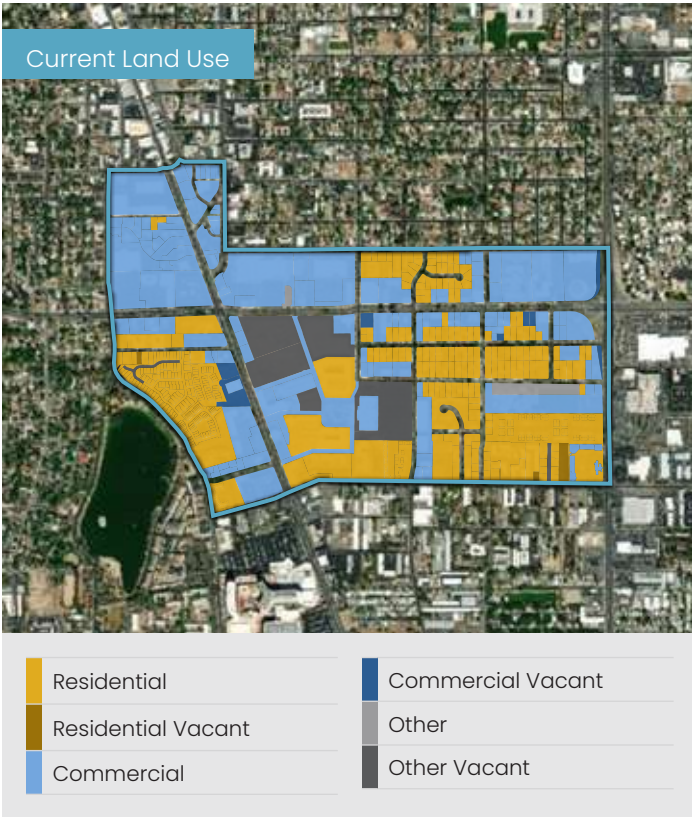 Current Land Use
Residential
Residential Vacant
Commercial
Commercial Vacant
Other
Other Vacant